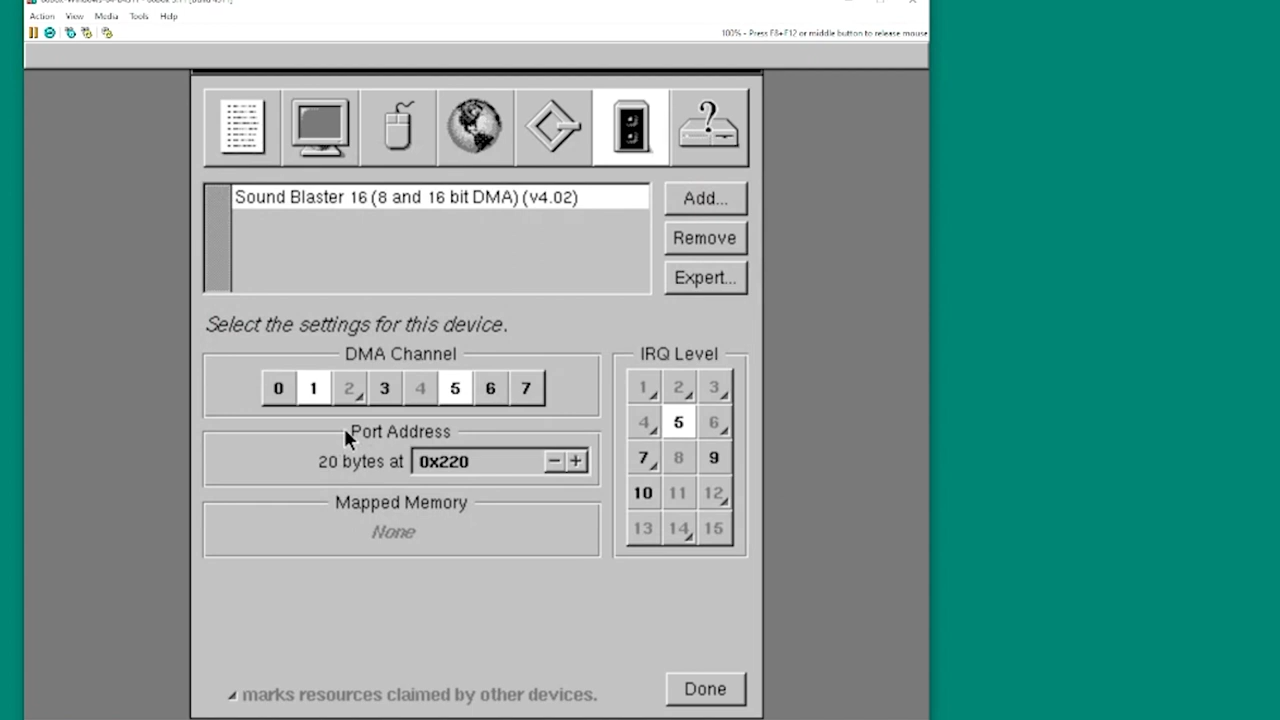 Action View Media Tools Help
100% - Press F8+F12 or middle button to release mouse
?
Sound Blaster 16 (8 and 16 bit DMA) (v4.02)
Add...
Remove
Expert...
Select the settings for this device.
DMA Channel
0 1 2 3 4 5 6 7
Port Address
20 bytes at 0x220
Mapped Memory
None
IRQ Level
1 2 3
4 5 6
7 8 9
10 11 12
13 14 15
marks resources claimed by other devices.
Done